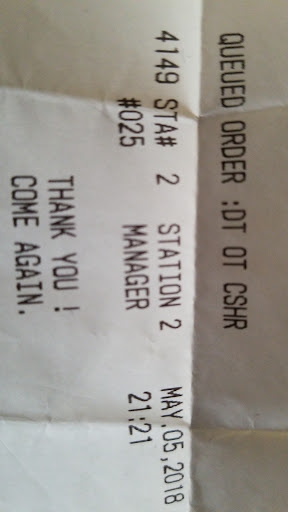 QUEUED ORDER :DT OT CSHR
4149 STA# 2 STATION 2 MAY.05,2018
#025 MANAGER 21:21
THANK YOU !
COME AGAIN.